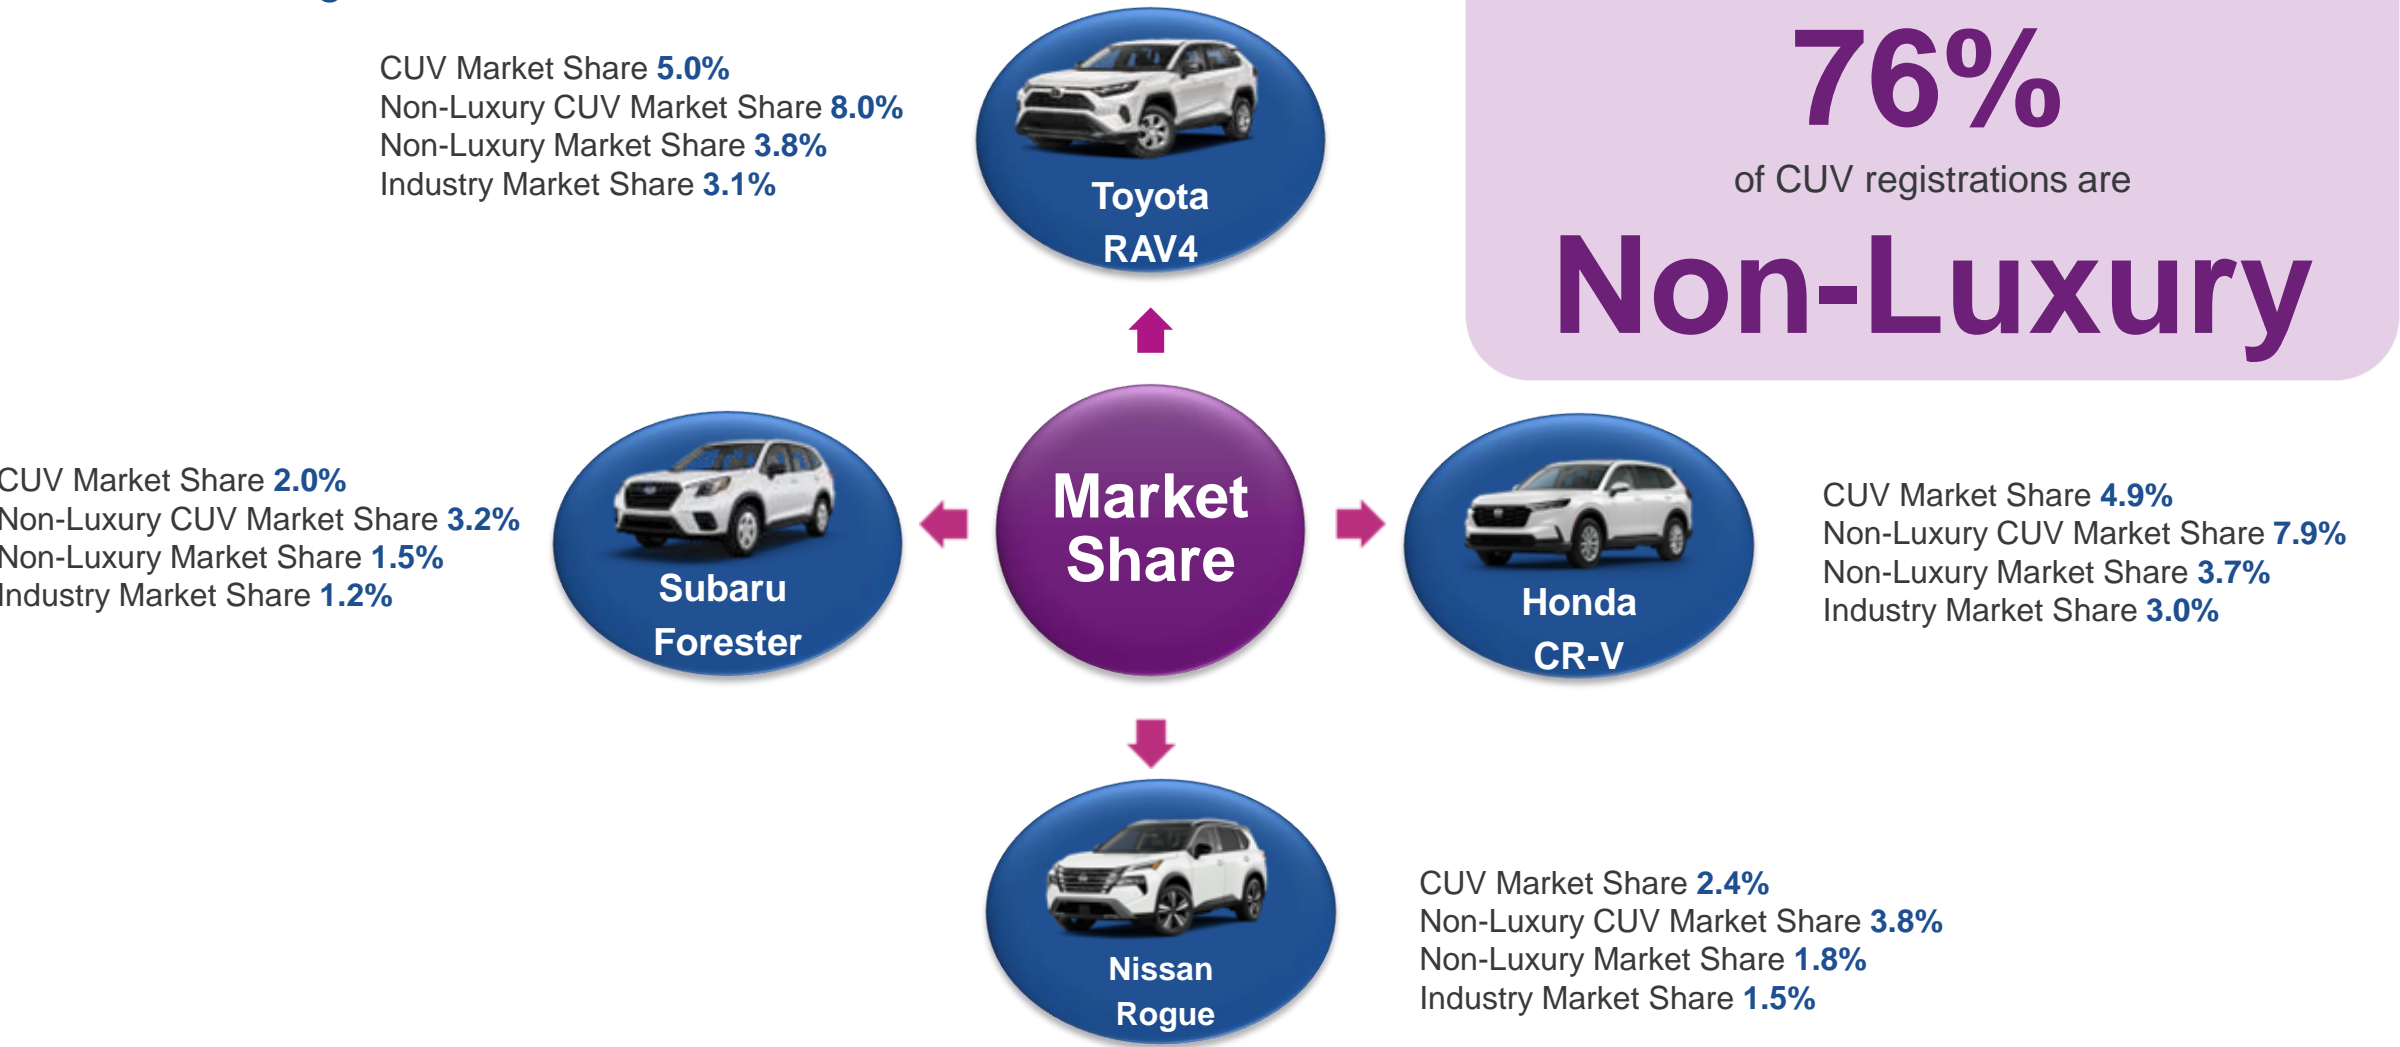 CUV Market Share 5.0%
Non-Luxury CUV Market Share 8.0%
Non-Luxury Market Share 3.8%
Industry Market Share 3.1%
Toyota
RAV4
76%
of CUV registrations are
Non-Luxury
CUV Market Share 2.0%
Non-Luxury CUV Market Share 3.2%
Non-Luxury Market Share 1.5%
Industry Market Share 1.2%
Subaru
Forester
Market
Share
Honda
CR-V
CUV Market Share 4.9%
Non-Luxury CUV Market Share 7.9%
Non-Luxury Market Share 3.7%
Industry Market Share 3.0%
Nissan
Rogue
CUV Market Share 2.4%
Non-Luxury CUV Market Share 3.8%
Non-Luxury Market Share 1.8%
Industry Market Share 1.5%